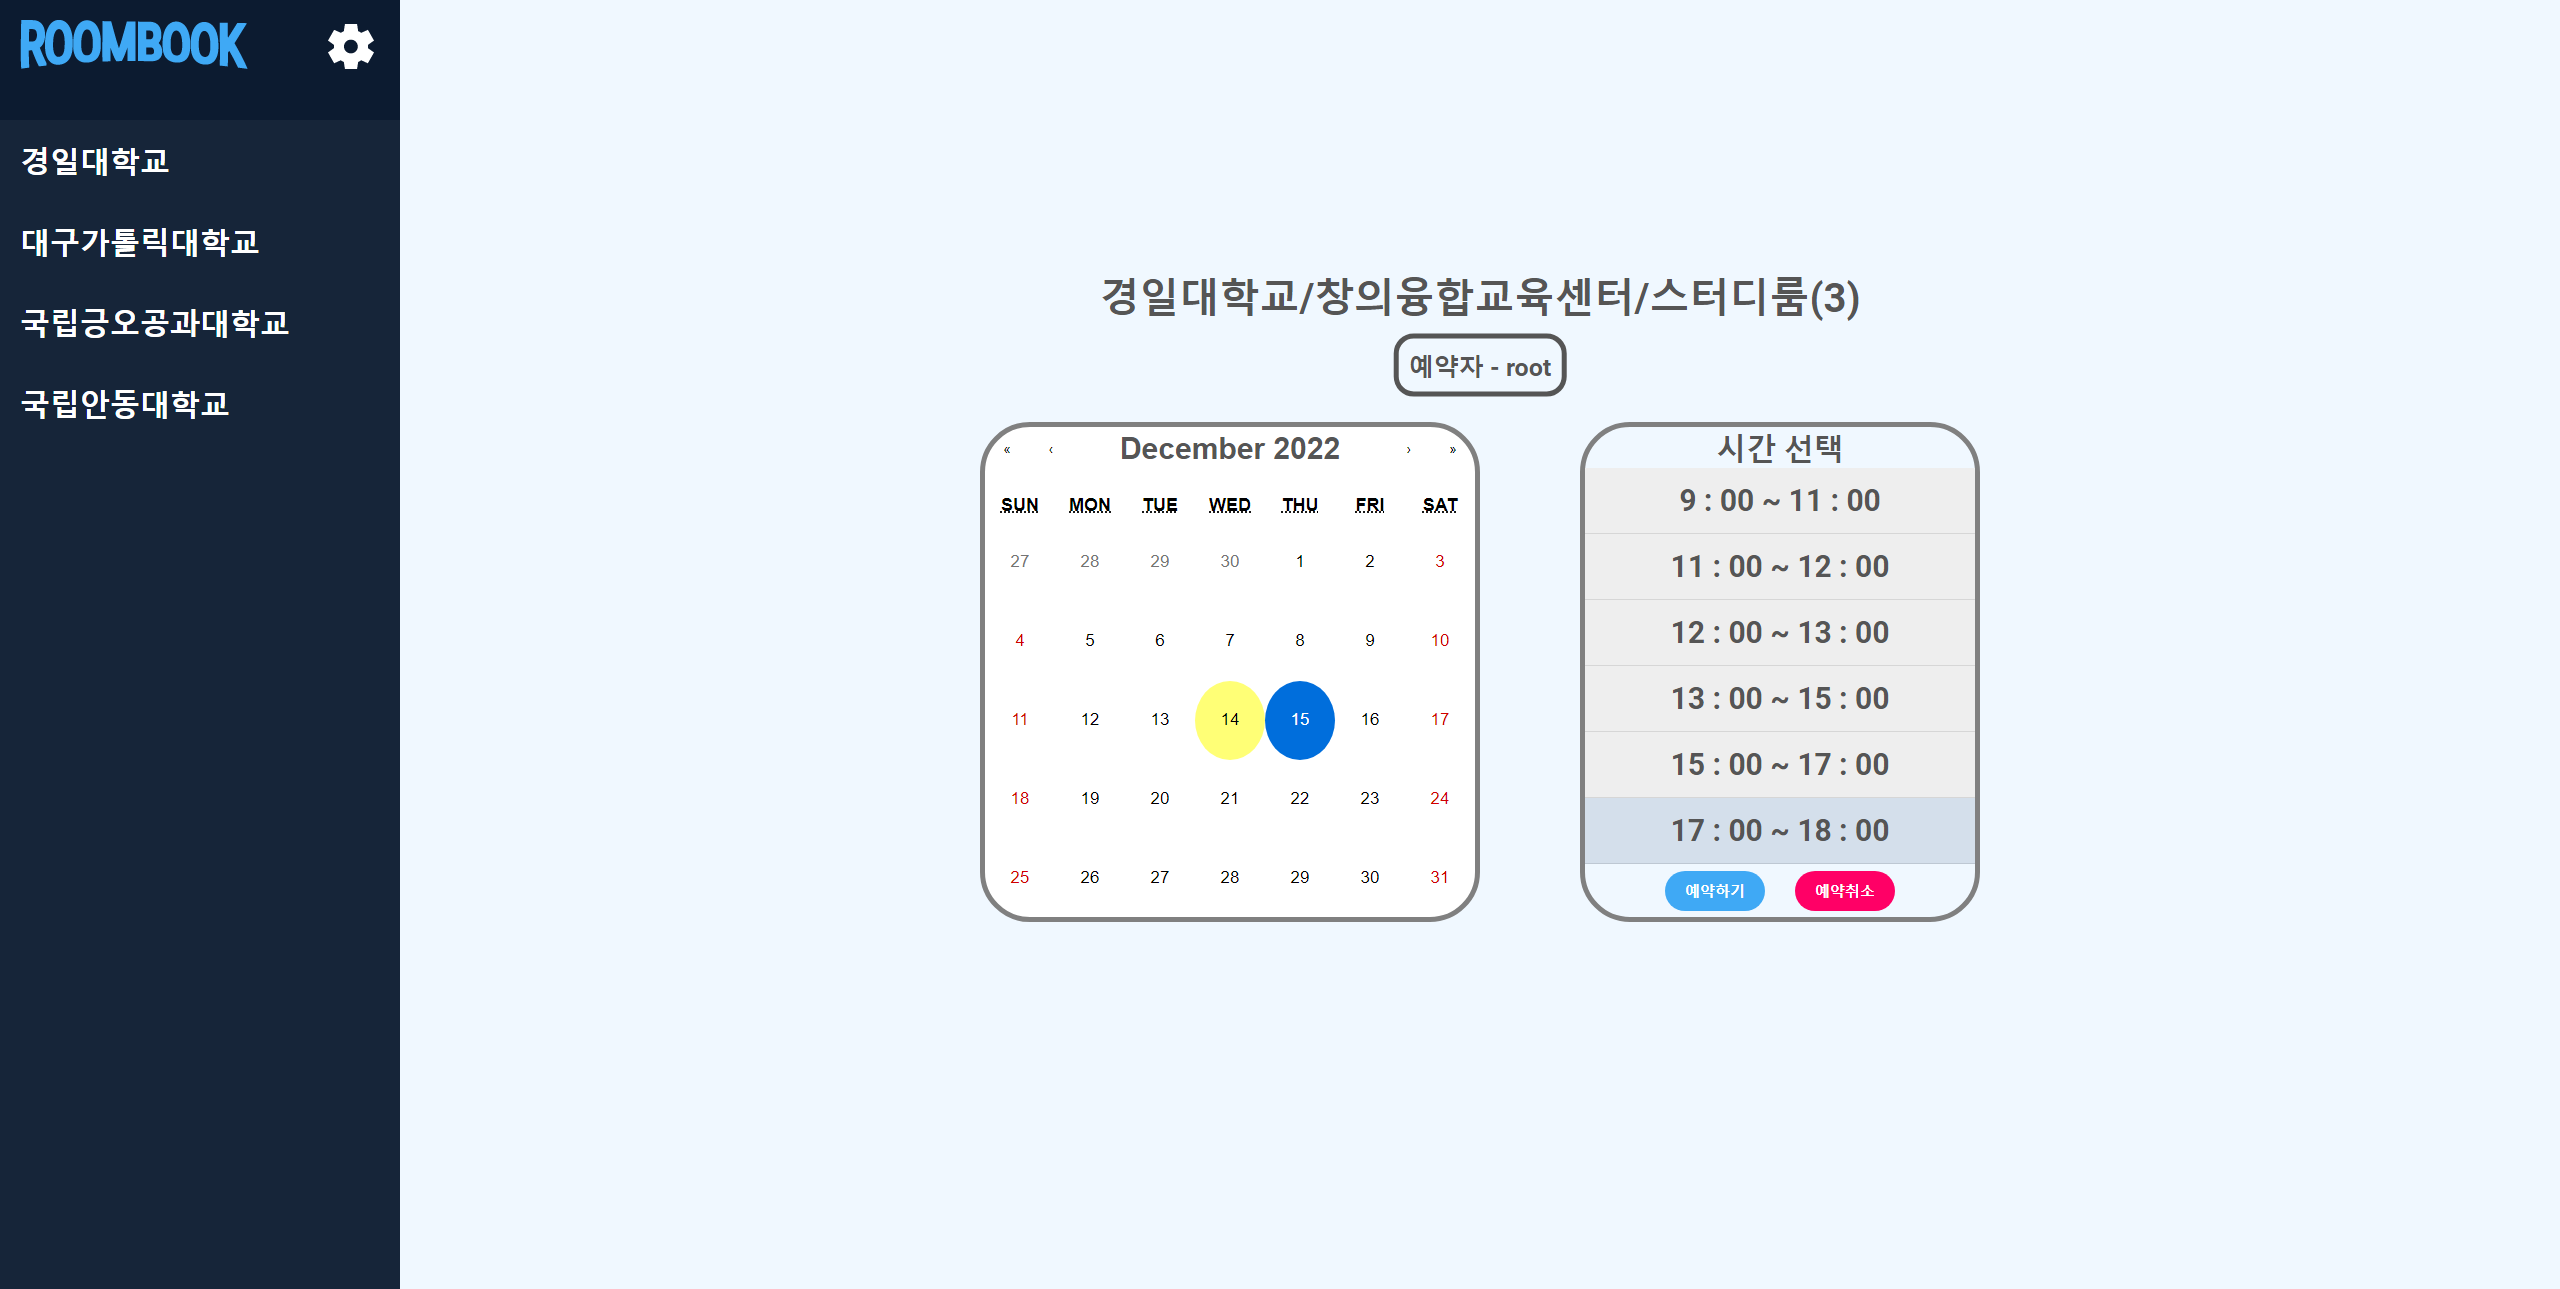 ROOMBOOK
경일대학교
대구가톨릭대학교
국립금오공과대학교
국립안동대학교
경일대학교/창의융합교육센터/스터디룸(3)
예약자 - root
« ‹ December 2022 › »
SUN MON TUE WED THU FRI SAT
27 28 29 30 1 2 3
4 5 6 7 8 9 10
11 12 13 14 15 16 17
18 19 20 21 22 23 24
25 26 27 28 29 30 31
시간 선택
9 : 00 ~ 11 : 00
11 : 00 ~ 12 : 00
12 : 00 ~ 13 : 00
13 : 00 ~ 15 : 00
15 : 00 ~ 17 : 00
17 : 00 ~ 18 : 00
예약하기 예약취소